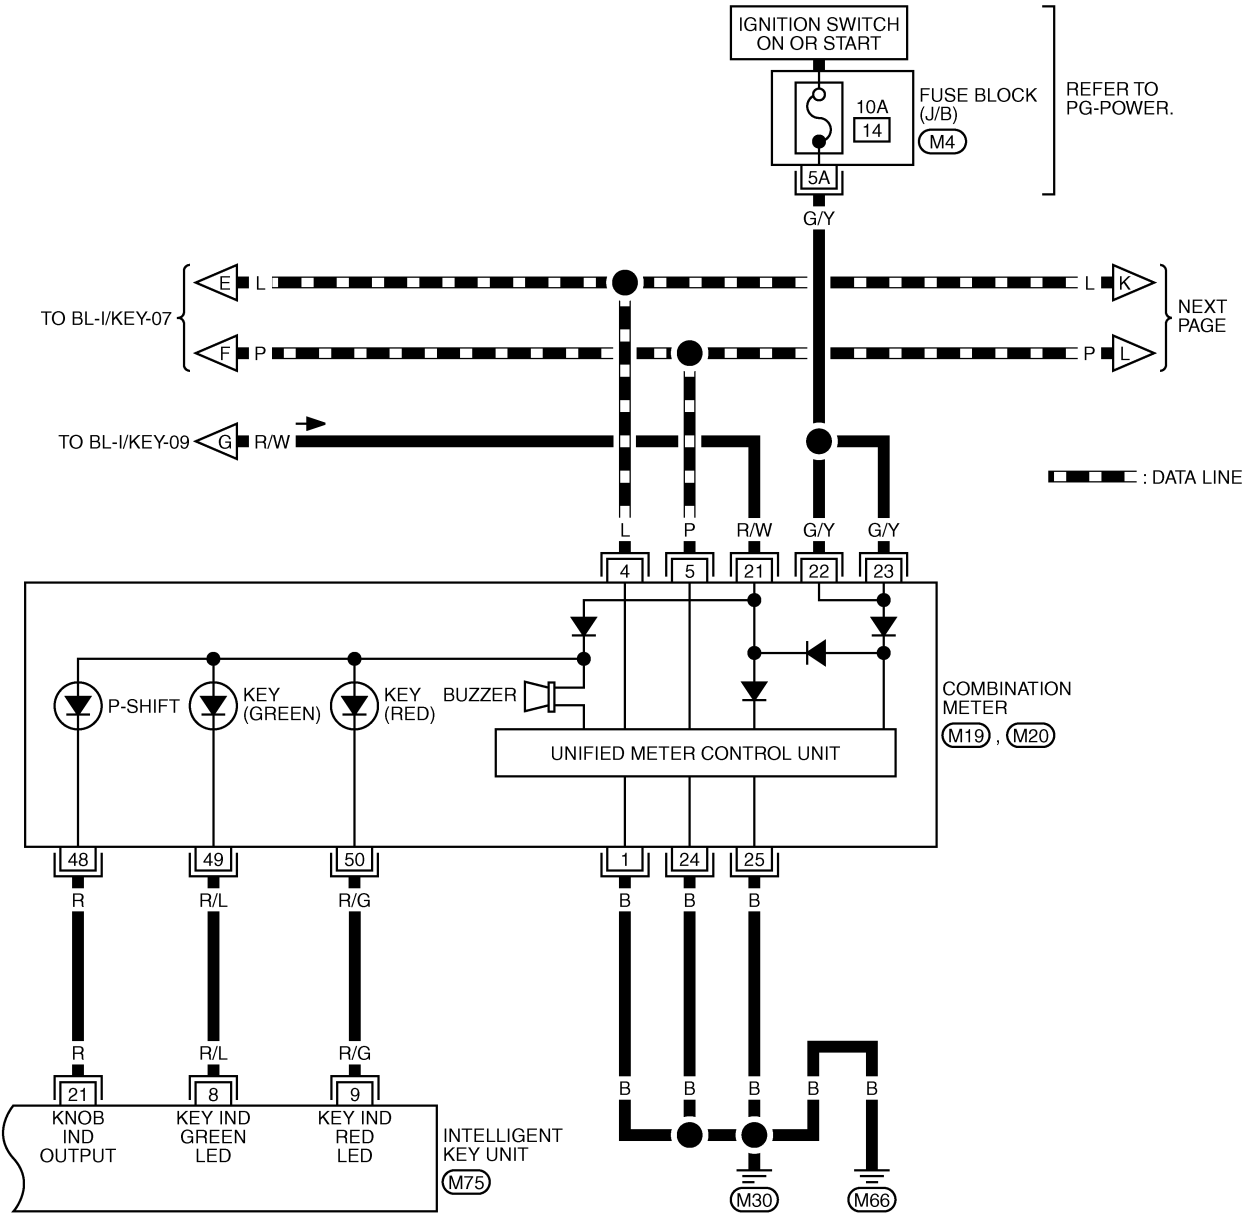 IGNITION SWITCH
ON OR START
10A
14
FUSE BLOCK
(J/B)
M4
REFER TO
PG-POWER.
5A
G/Y
TO BL-I/KEY-07
E L
L K
F P
P L
NEXT
PAGE
TO BL-I/KEY-09
G R/W
: DATA LINE
L P R/W G/Y G/Y
4 5 21 22 23
P-SHIFT
KEY
(GREEN)
KEY
(RED)
BUZZER
UNIFIED METER CONTROL UNIT
COMBINATION
METER
M19 , M20
48 49 50 1 24 25
R R/L R/G B B B
R R/L R/G
B B B B B
21 8 9
KNOB
IND
OUTPUT
KEY IND
GREEN
LED
KEY IND
RED
LED
INTELLIGENT
KEY UNIT
M75
M30 M66